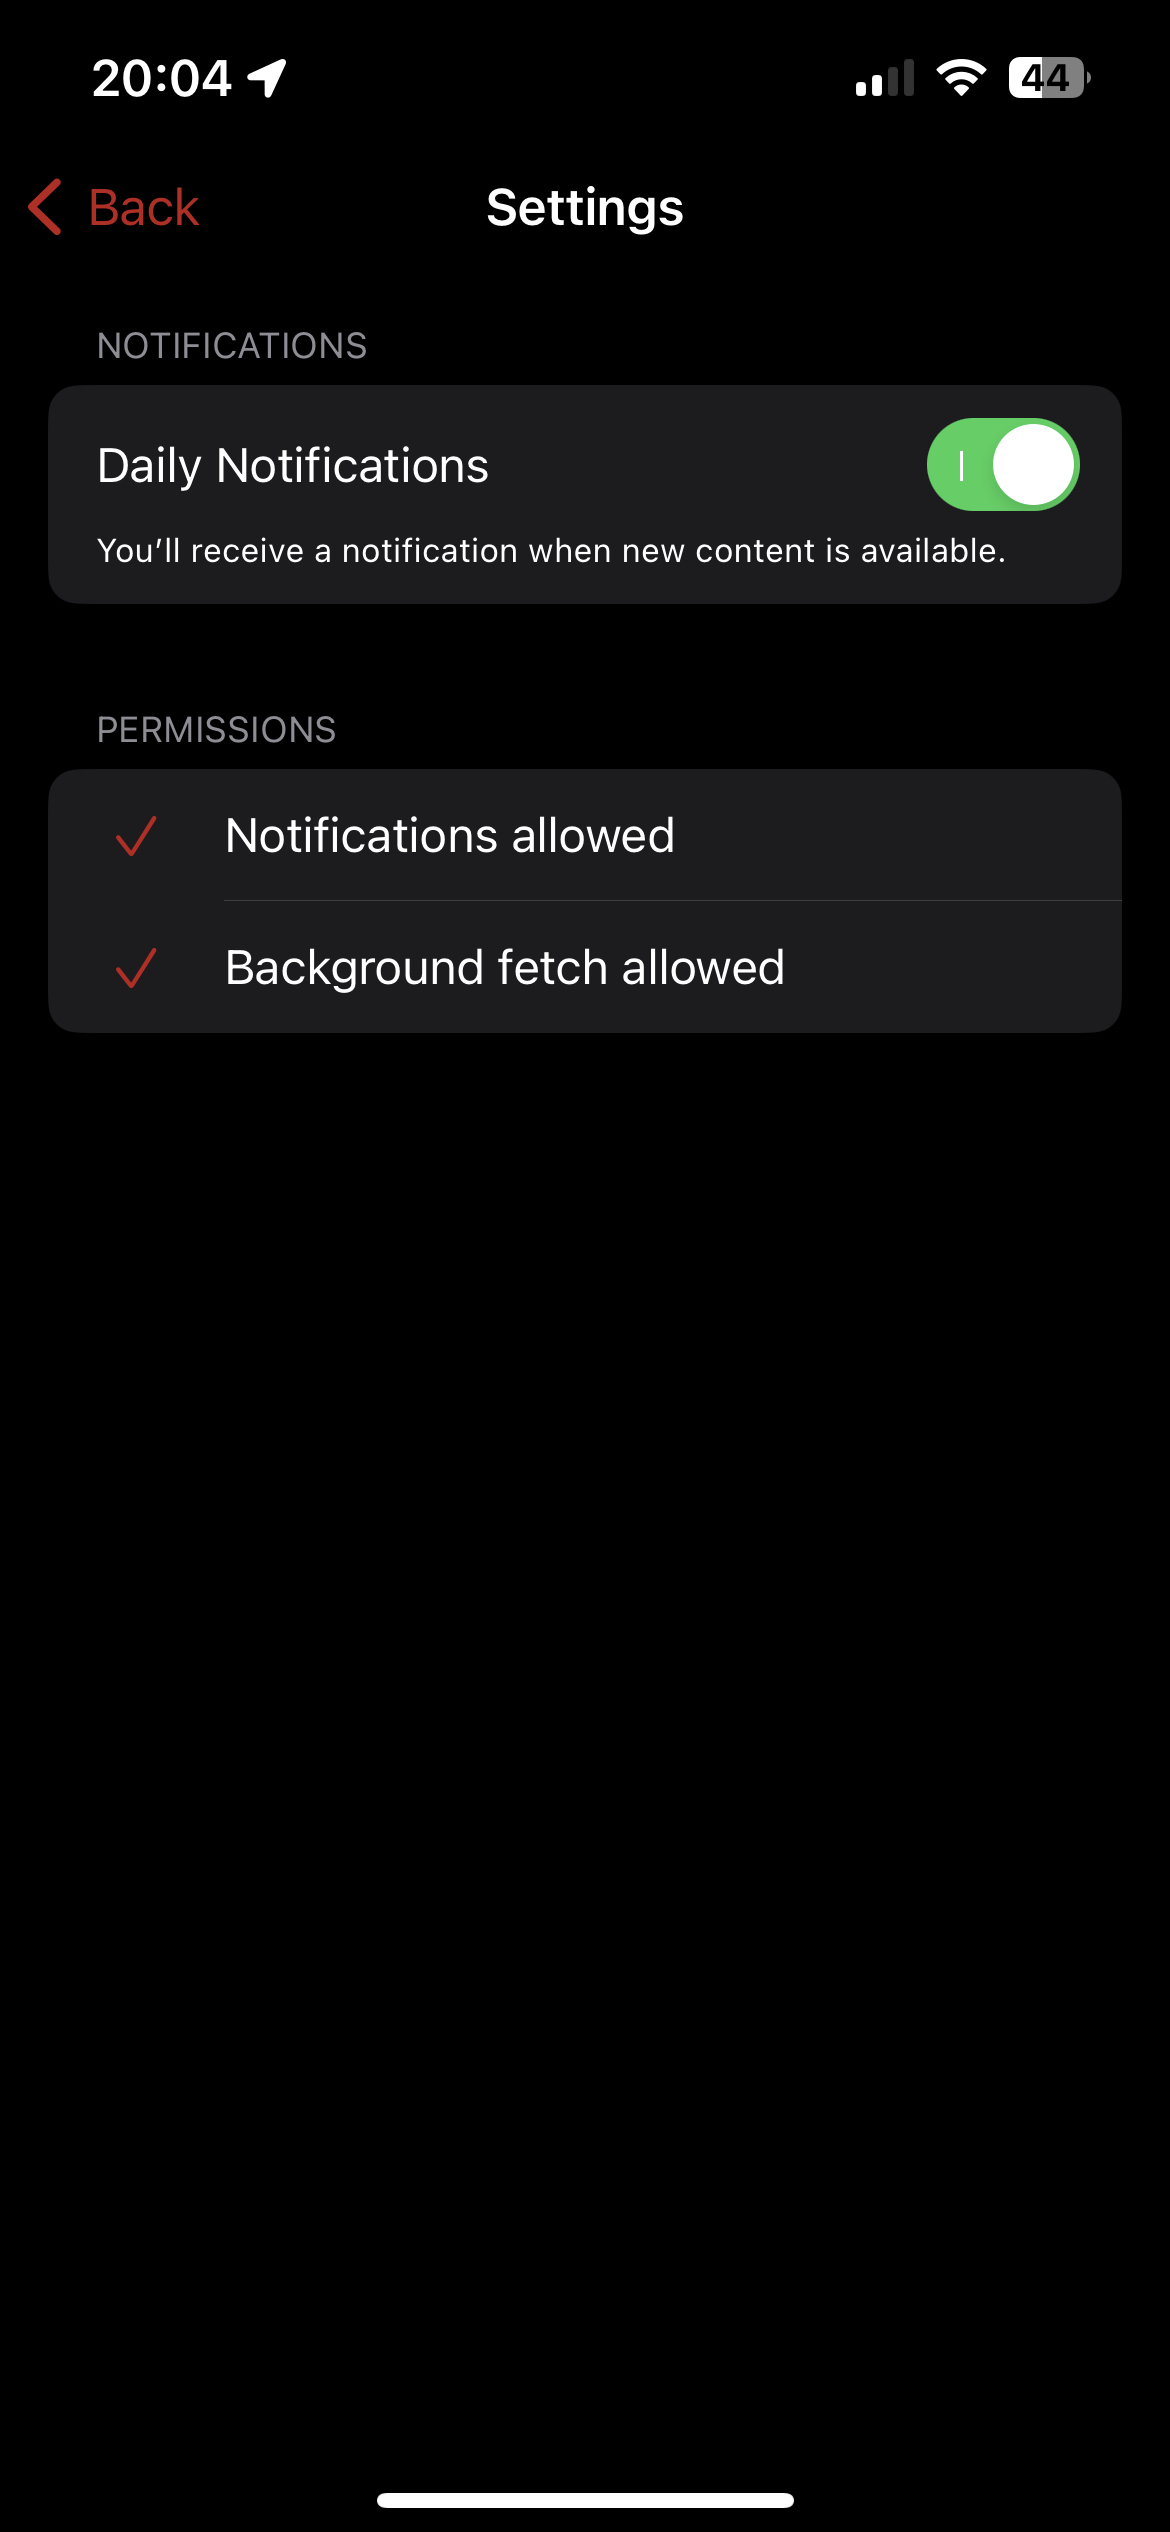 20:04
44
Back
Settings
NOTIFICATIONS
Daily Notifications
You’ll receive a notification when new content is available.
PERMISSIONS
Notifications allowed
Background fetch allowed